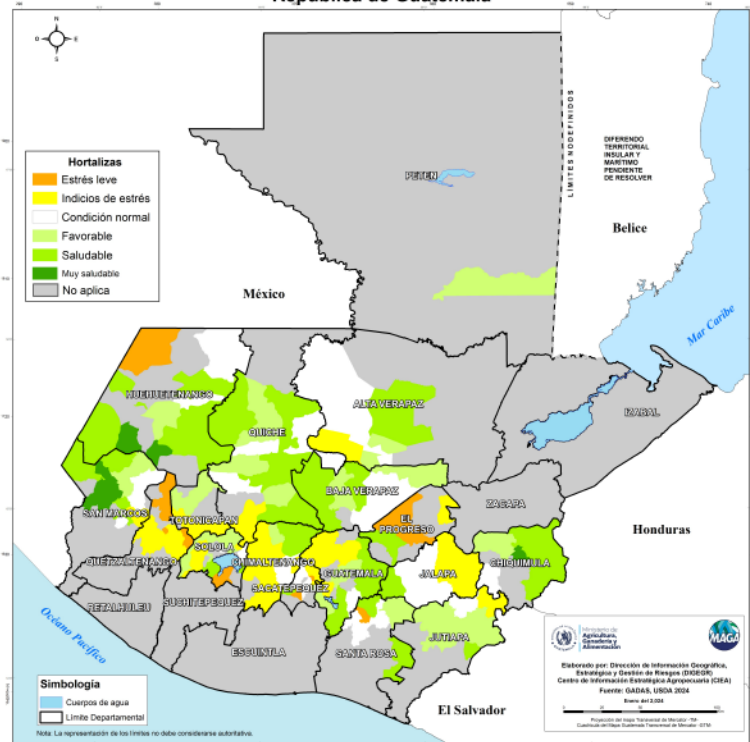 República de Guatemala
N
O
E
S
LÍMITES NO DEFINIDOS
DIFERENDO
TERRITORIAL
INSULAR Y
MARÍTIMO
PENDIENTE
DE RESOLVER
Hortalizas
Estrés leve
Indicios de estrés
Condición normal
Favorable
Saludable
Muy saludable
No aplica
PETEN
Belice
México
Mar Caribe
HUEHUETENANGO
ALTA VERAPAZ
IZABAL
QUICHE
BAJA VERAPAZ
ZACAPA
SAN MARCOS
TOTONICAPAN
EL
PROGRESO
Honduras
SOLOLA
QUETZALTENANGO
CHIMALTENANGO
GUATEMALA
JALAPA
CHIQUIMULA
SACATEPEQUEZ
RETALHULEU
SUCHITEPEQUEZ
JUTIAPA
ESCUINTLA
SANTA ROSA
Océano Pacífico
El Salvador
Simbología
Cuerpos de agua
Límite Departamental
Nota: La representación de los límites no debe considerarse autoritativa.
Ministerio de
Agricultura,
Ganadería y
Alimentación
MAGA
Elaborado por: Dirección de Información Geográfica,
Estratégica y Gestión de Riesgos (DIGEGR)
Centro de Información Estratégica Agropecuaria (CIEA)
Fuente: GADAS, USDA 2024
Enero del 2,024